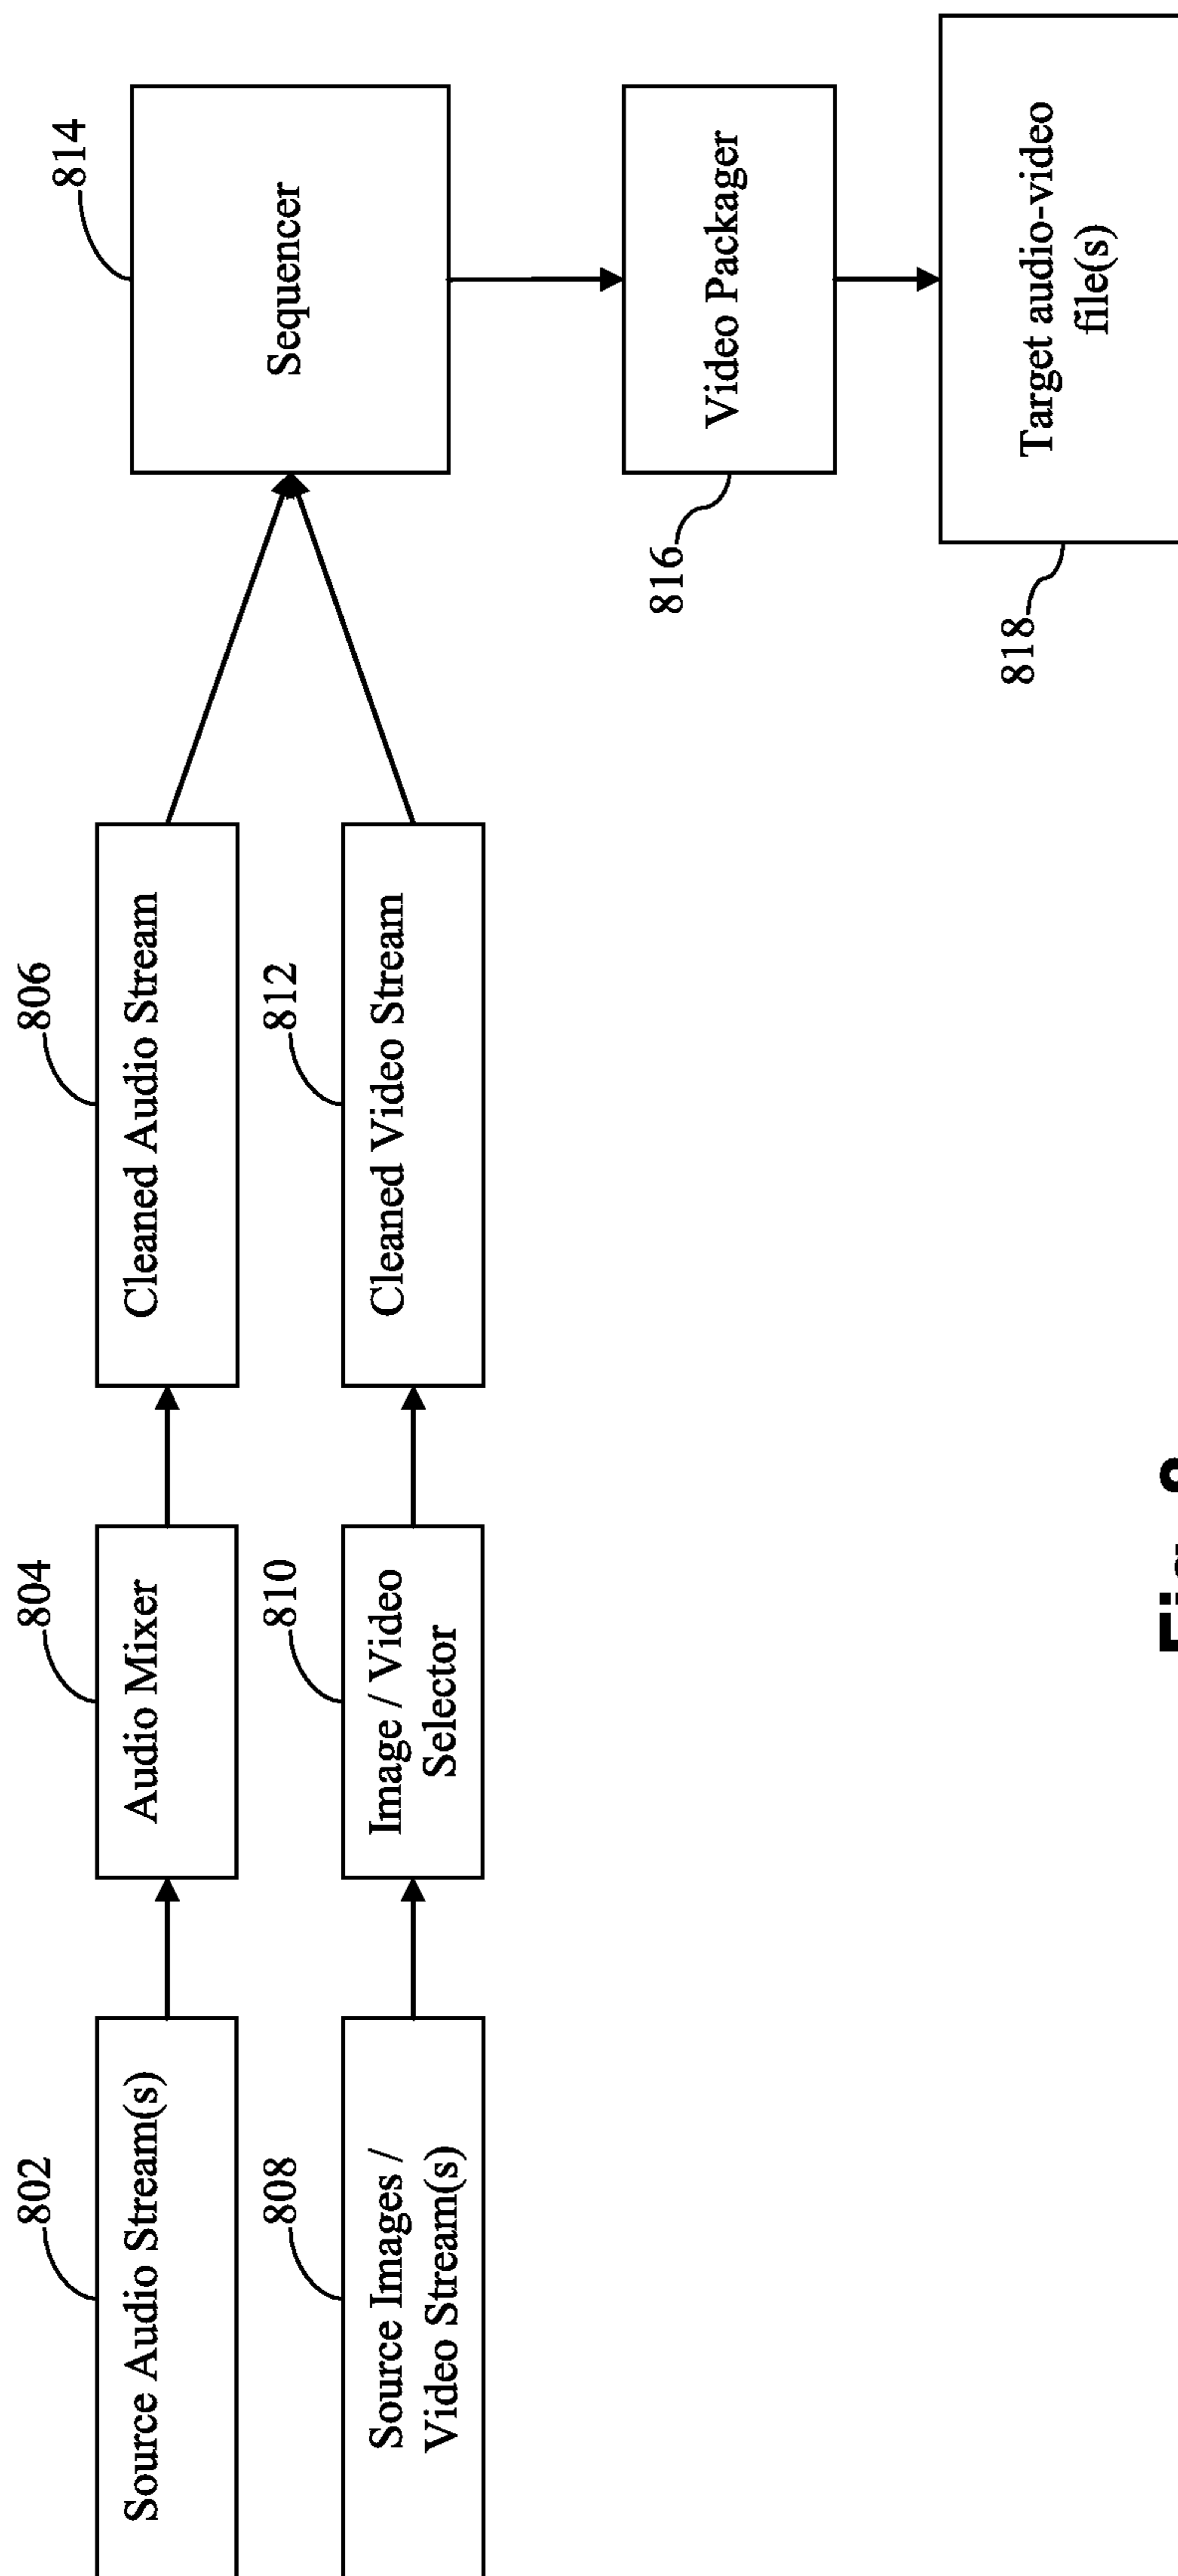 802
Source Audio Stream(s)
804
Audio Mixer
806
Cleaned Audio Stream
808
Source Images /
Video Stream(s)
810
Image / Video
Selector
812
Cleaned Video Stream
814
Sequencer
816
Video Packager
818
Target audio-video
file(s)